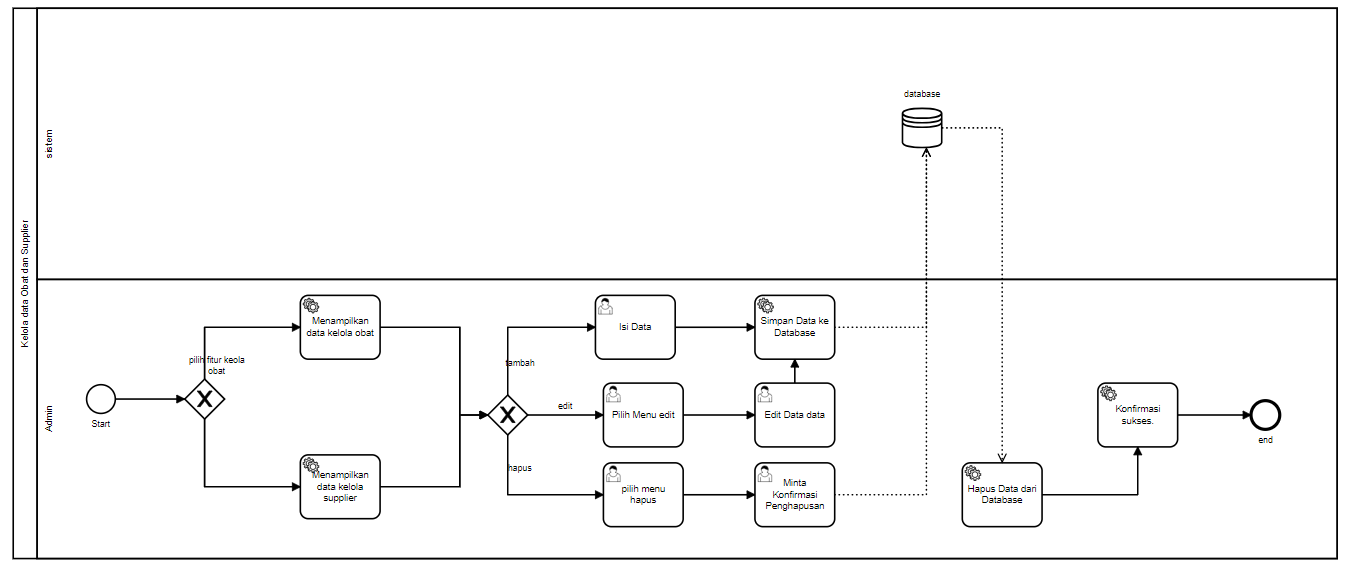 Kelola data Obat dan Supplier
sistem
database
Admin
Start
pilih fitur keola
obat
Menampilkan
data kelola obat
Menampilkan
data kelola
supplier
tambah
edit
hapus
Isi Data
Simpan Data ke
Database
Pilih Menu edit
Edit Data data
pilih menu
hapus
Minta
Konfirmasi
Penghapusan
Hapus Data dari
Database
Konfirmasi
sukses.
end